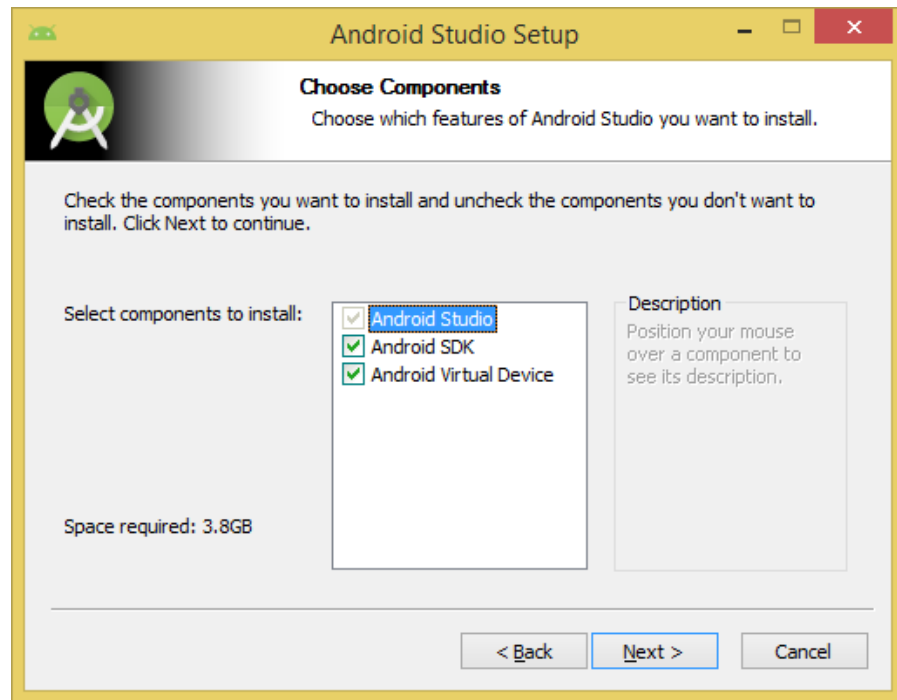 Android Studio Setup
Choose Components
Choose which features of Android Studio you want to install.
Check the components you want to install and uncheck the components you don't want to
install. Click Next to continue.
Select components to install:
Android Studio
Android SDK
Android Virtual Device
Description
Position your mouse
over a component to
see its description.
Space required: 3.8GB
< Back
Next >
Cancel